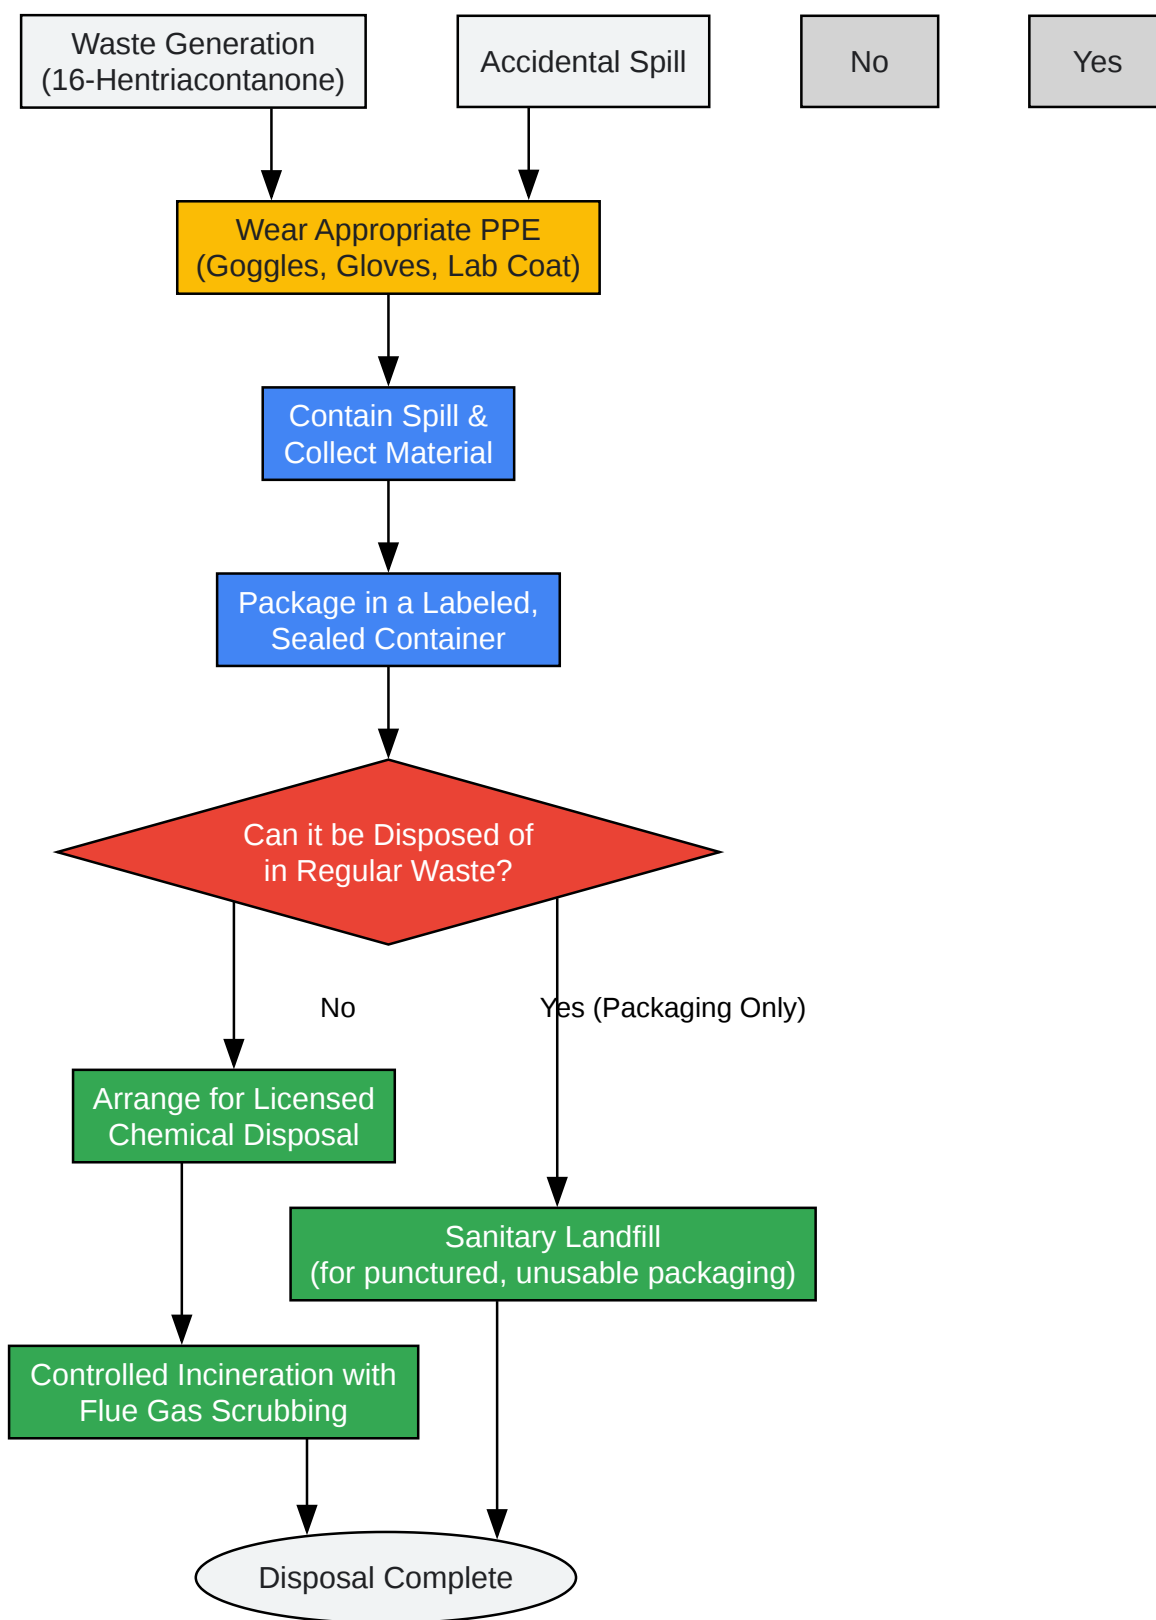 Waste Generation
(16-Hentriacontanone)
Accidental Spill
No
Yes
Wear Appropriate PPE
(Goggles, Gloves, Lab Coat)
Contain Spill &
Collect Material
Package in a Labeled,
Sealed Container
Can it be Disposed of
in Regular Waste?
No
Yes (Packaging Only)
Arrange for Licensed
Chemical Disposal
Sanitary Landfill
(for punctured, unusable packaging)
Controlled Incineration with
Flue Gas Scrubbing
Disposal Complete